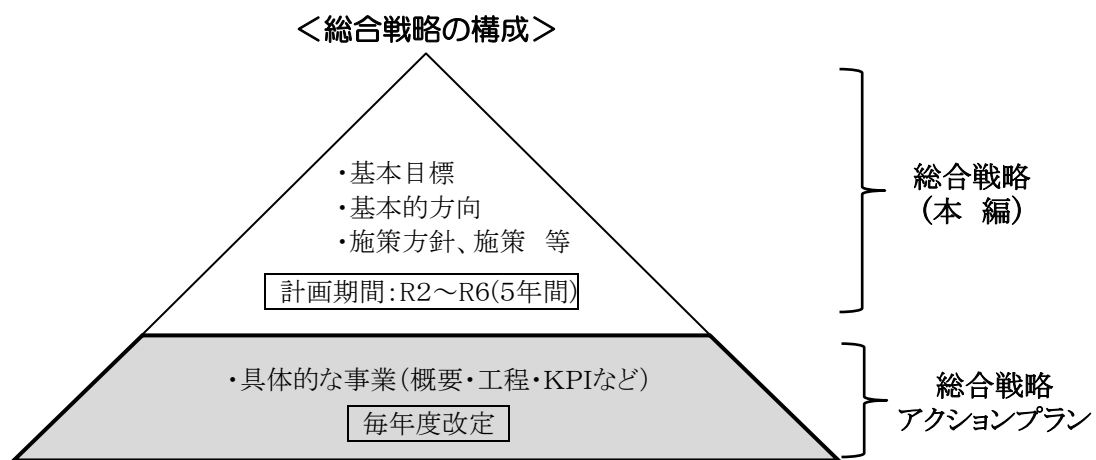 ＜総合戦略の構成＞
・基本目標
・基本的方向
・施策方針、施策　等
計画期間：R2～R6(5年間)
総合戦略
（本　編）
・具体的な事業（概要・工程・KPIなど）
毎年度改定
総合戦略
アクションプラン